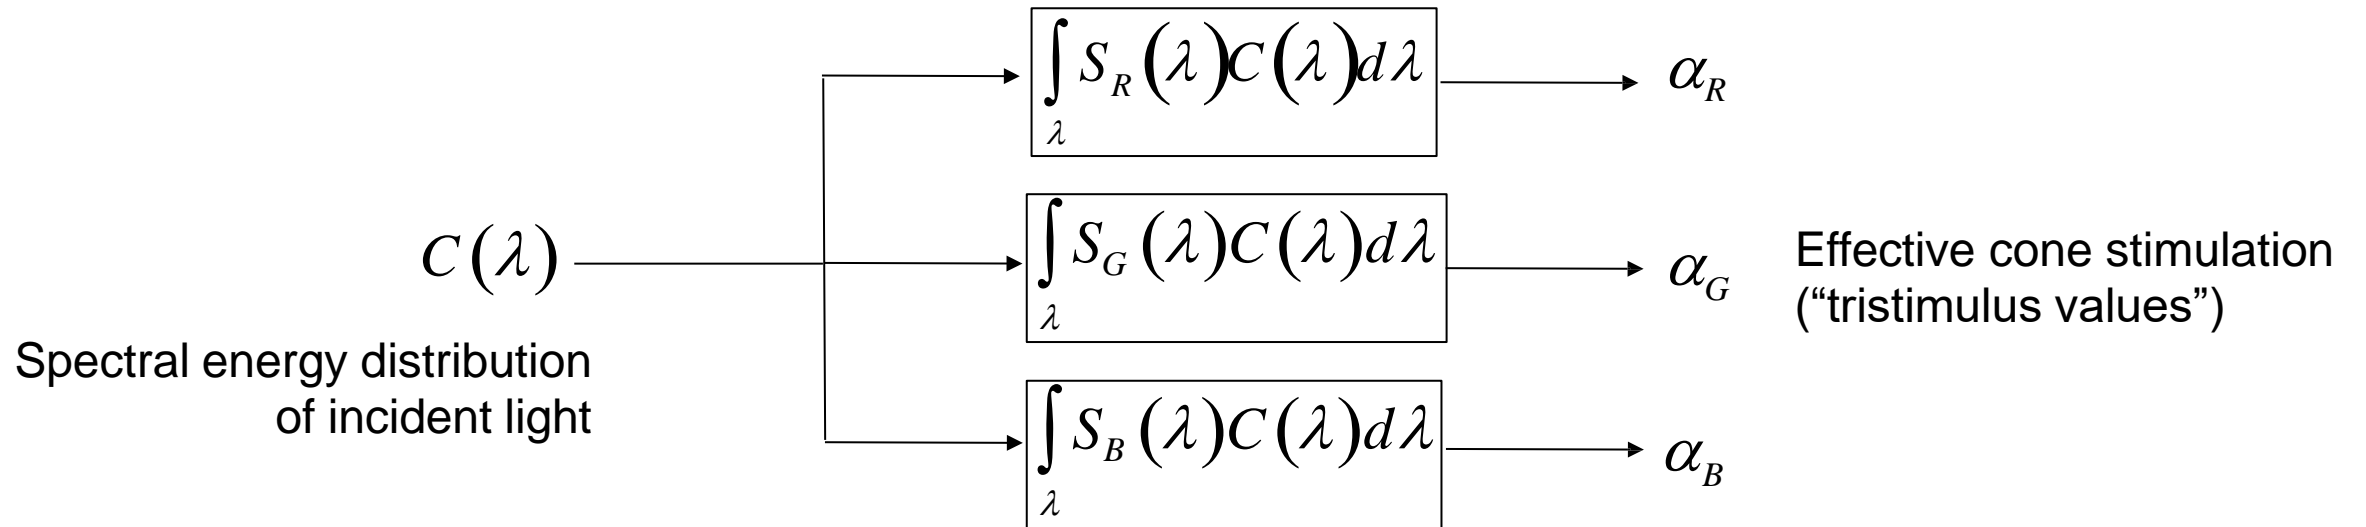 ∫_λ S_R(λ)C(λ)dλ
α_R
C(λ)
∫_λ S_G(λ)C(λ)dλ
α_G
Effective cone stimulation
(“tristimulus values”)
Spectral energy distribution
of incident light
∫_λ S_B(λ)C(λ)dλ
α_B